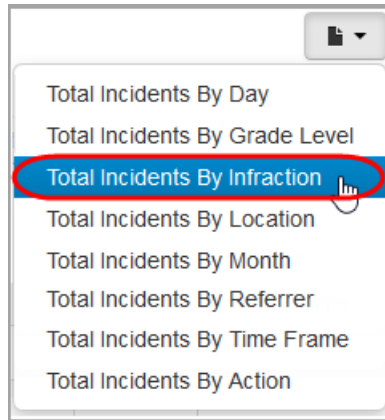 Total Incidents By Day
Total Incidents By Grade Level
Total Incidents By Infraction
Total Incidents By Location
Total Incidents By Month
Total Incidents By Referrer
Total Incidents By Time Frame
Total Incidents By Action